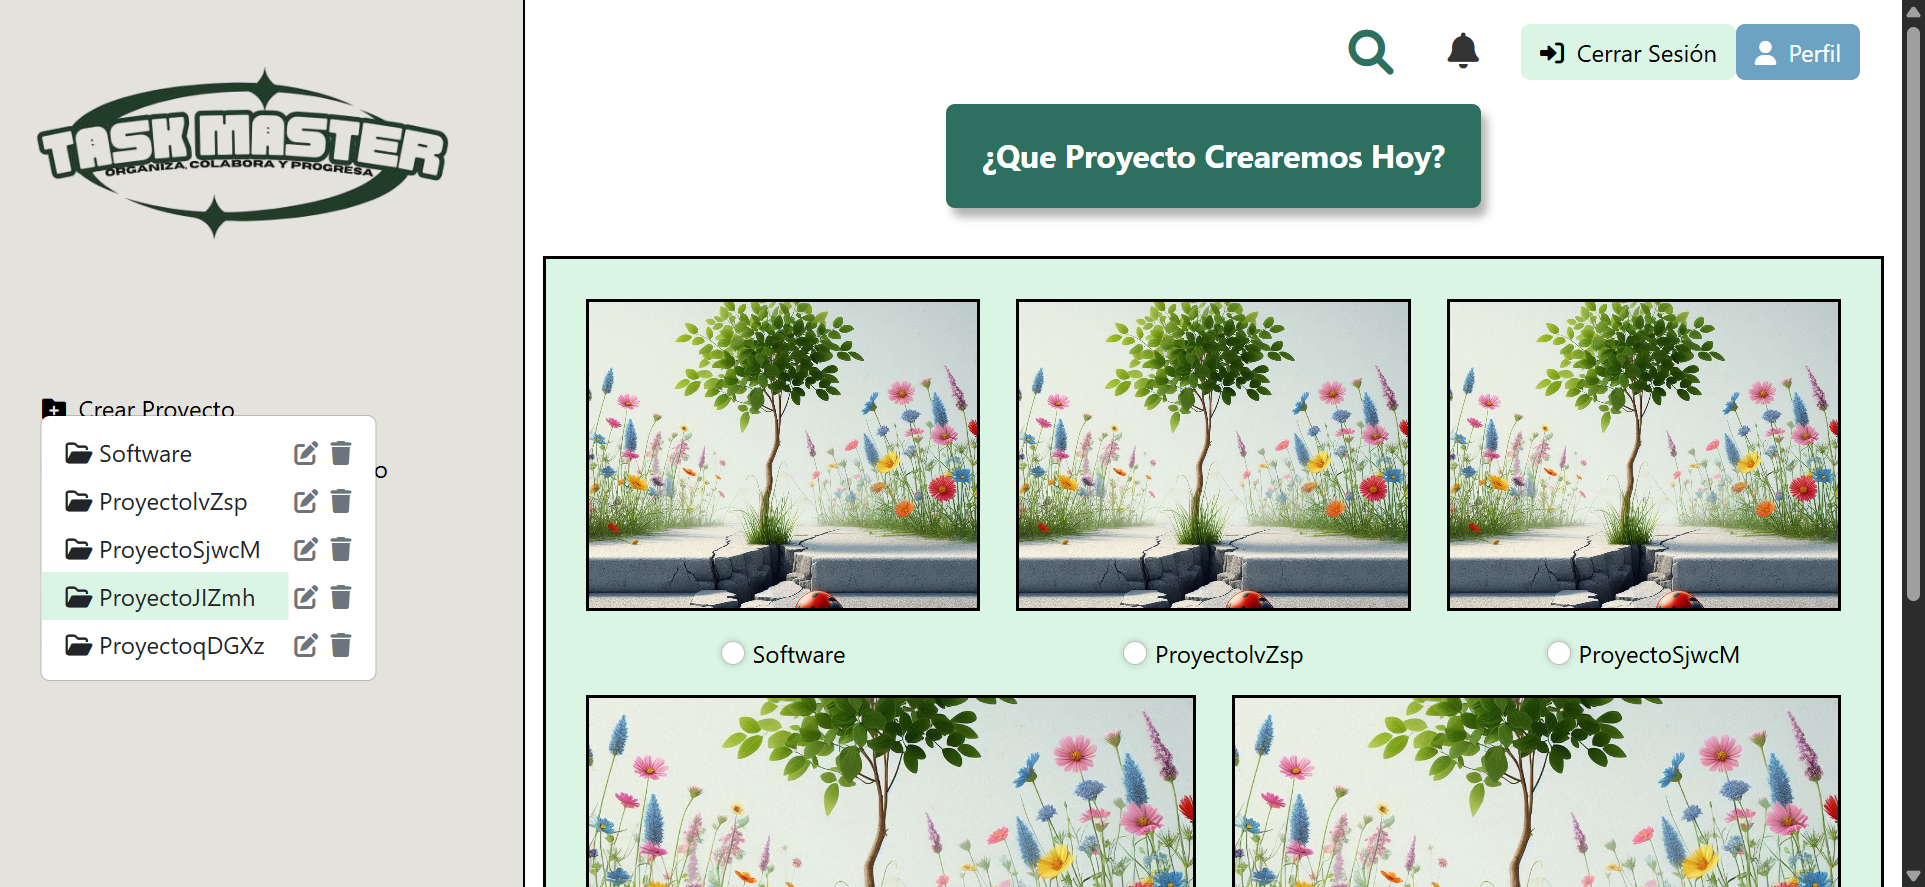 TASK MASTER
ORGANIZA, COLABORA Y PROGRESA
Cerrar Sesión
Perfil
¿Que Proyecto Crearemos Hoy?
Crear Proyecto
o
Software
ProyectolvZsp
ProyectoSjwcM
ProyectoJIZmh
ProyectoqDGXz
Software
ProyectolvZsp
ProyectoSjwcM